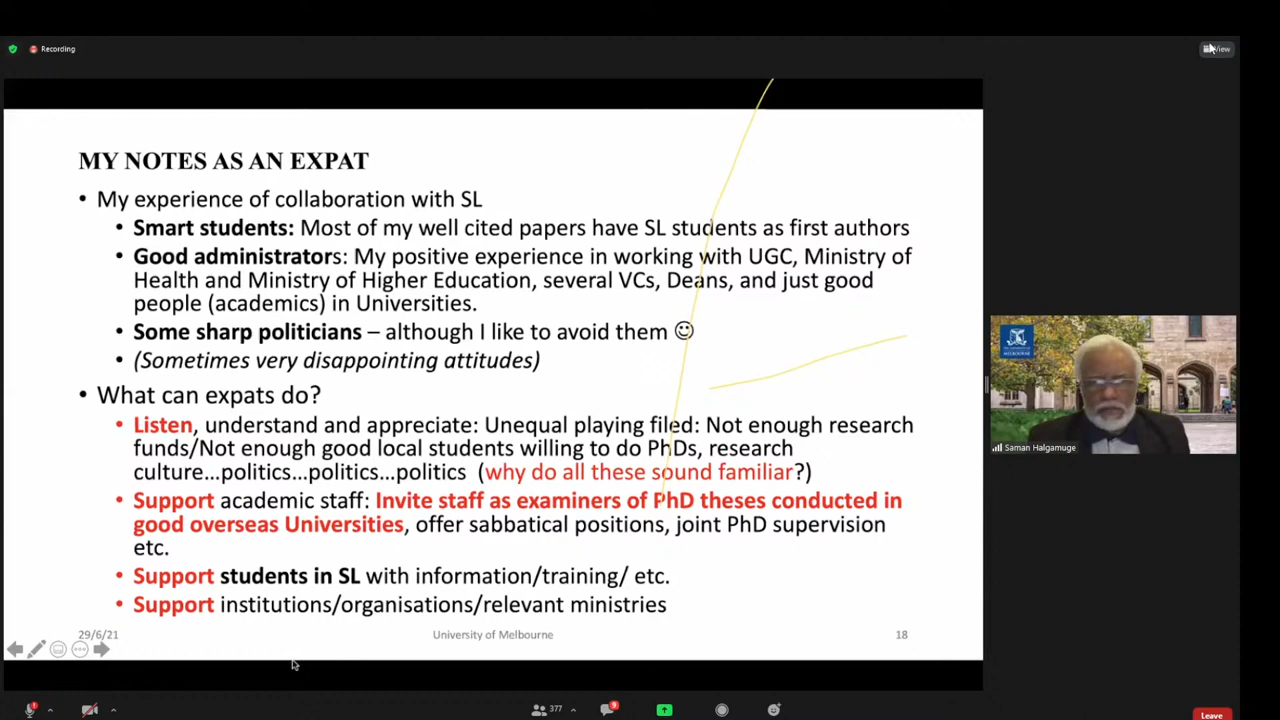 Recording
View
MY NOTES AS AN EXPAT
• My experience of collaboration with SL
• Smart students: Most of my well cited papers have SL students as first authors
• Good administrators: My positive experience in working with UGC, Ministry of
Health and Ministry of Higher Education, several VCs, Deans, and just good
people (academics) in Universities.
• Some sharp politicians – although I like to avoid them ☺
• (Sometimes very disappointing attitudes)
• What can expats do?
• Listen, understand and appreciate: Unequal playing filed: Not enough research
funds/Not enough good local students willing to do PhDs, research
culture...politics...politics...politics (why do all these sound familiar?)
• Support academic staff: Invite staff as examiners of PhD theses conducted in
good overseas Universities, offer sabbatical positions, joint PhD supervision
etc.
• Support students in SL with information/training/ etc.
• Support institutions/organisations/relevant ministries
29/6/21 University of Melbourne 18
MELBOURNE
Saman Halgamuge
377
9
Leave